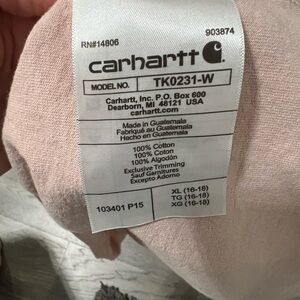 RN#14806 903874
carhartt
MODEL NO. TK0231-W
Carhartt, Inc. P.O. Box 600
Dearborn, MI 48121 USA
carhartt.com
Made in Guatemala
Fabriqué au Guatemala
Hecho en Guatemala
100% Cotton
100% Coton
100% Algodón
Exclusive Trimming
Sauf Garnitures
Excepto Adorno
103401 P15
XL (16-18)
TG (16-18)
XG (16-18)